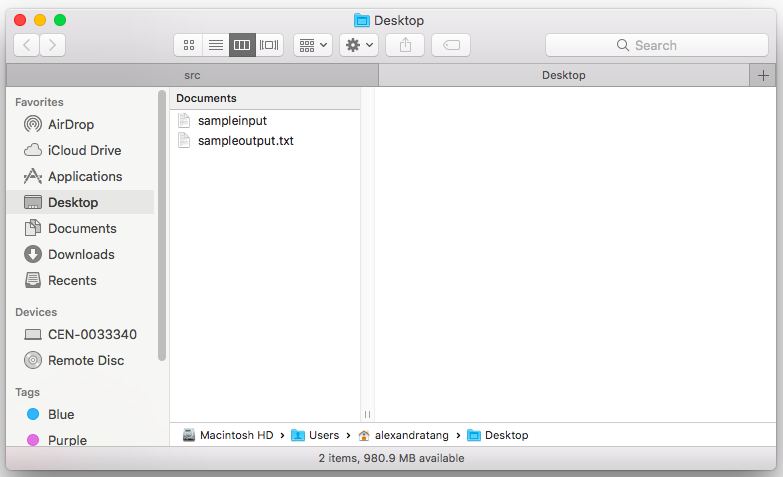 Desktop
Search
src
Desktop
Favorites
AirDrop
iCloud Drive
Applications
Desktop
Documents
Downloads
Recents
Devices
CEN-0033340
Remote Disc
Tags
Blue
Purple
Documents
sampleinput
sampleoutput.txt
Macintosh HD › Users › alexandratang › Desktop
2 items, 980.9 MB available